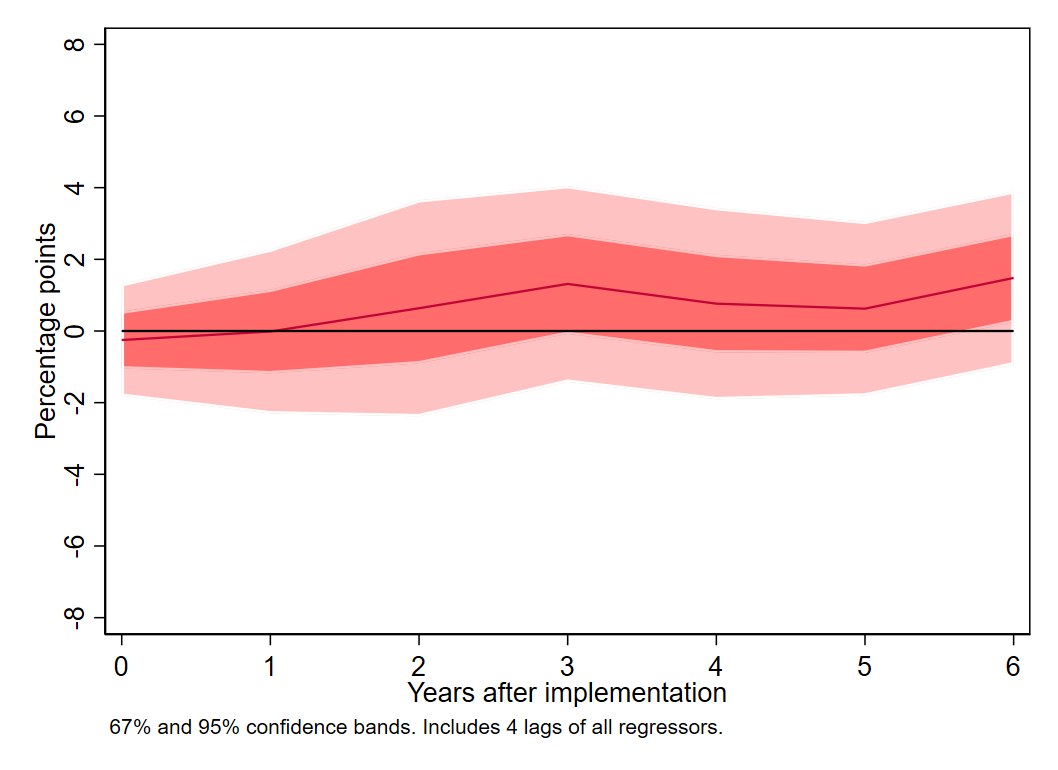 Percentage points
8
6
4
2
0
-2
-4
-6
-8
0 1 2 3 4 5 6
Years after implementation
67% and 95% confidence bands. Includes 4 lags of all regressors.